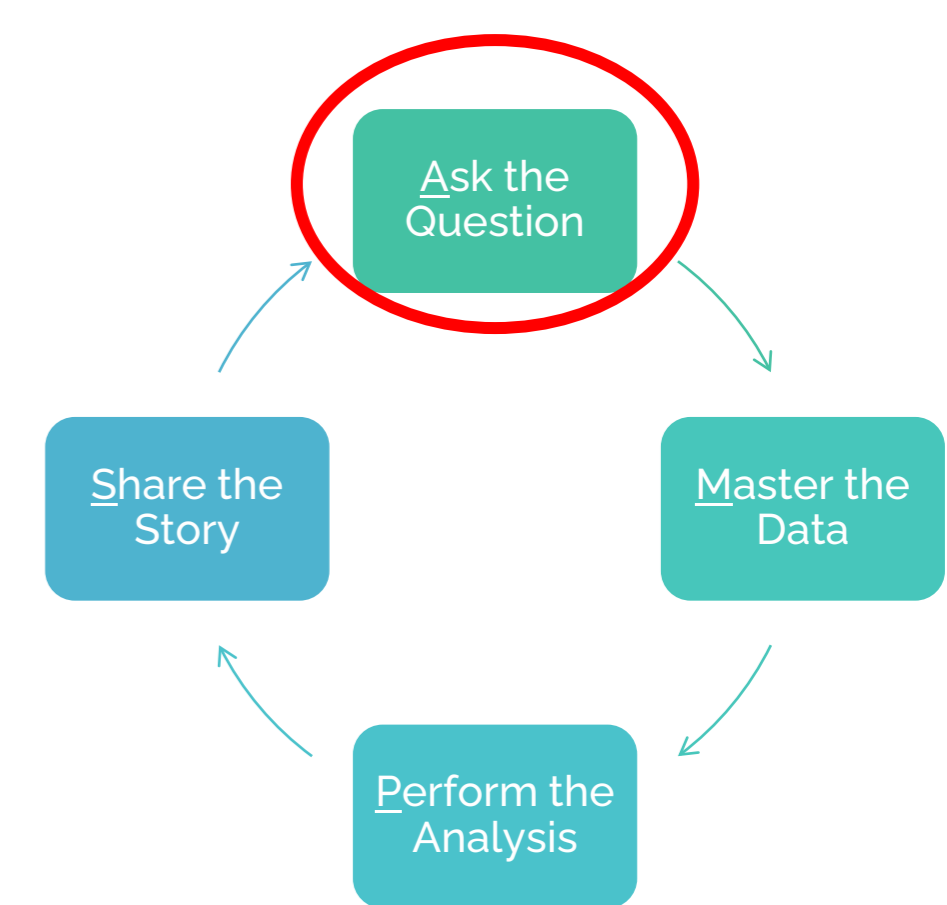 Ask the
Question
Master the
Data
Perform the
Analysis
Share the
Story